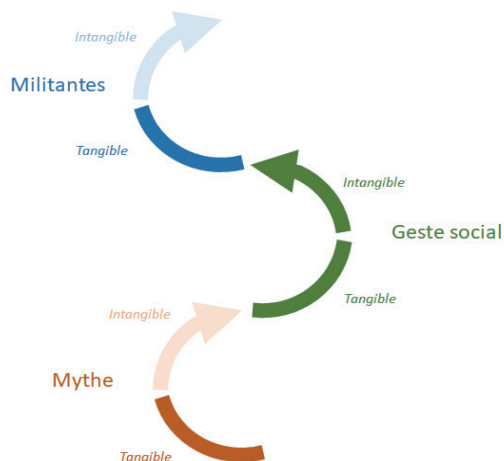 Intangible
Militantes
Tangible
Intangible
Geste social
Tangible
Intangible
Mythe
Tangible